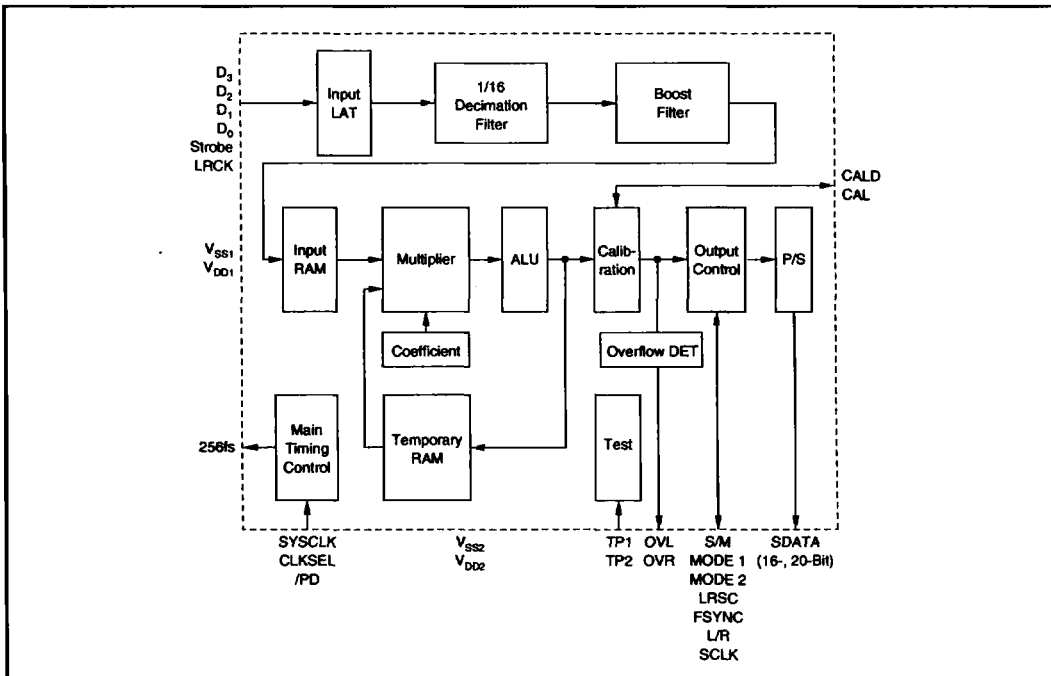 D3
D2
D1
D0
Strobe
LRCK
Input
LAT
1/16
Decimation
Filter
Boost
Filter
CALD
CAL
VSS1
VDD1
Input
RAM
Multiplier
ALU
Calib-
ration
Output
Control
P/S
Coefficient
Overflow DET
256fs
Main
Timing
Control
Temporary
RAM
Test
SYSCLK
CLKSEL
/PD
VSS2
VDD2
TP1
TP2
OVL
OVR
S/M
MODE 1
MODE 2
LRSC
FSYNC
L/R
SCLK
SDATA
(16-, 20-Bit)